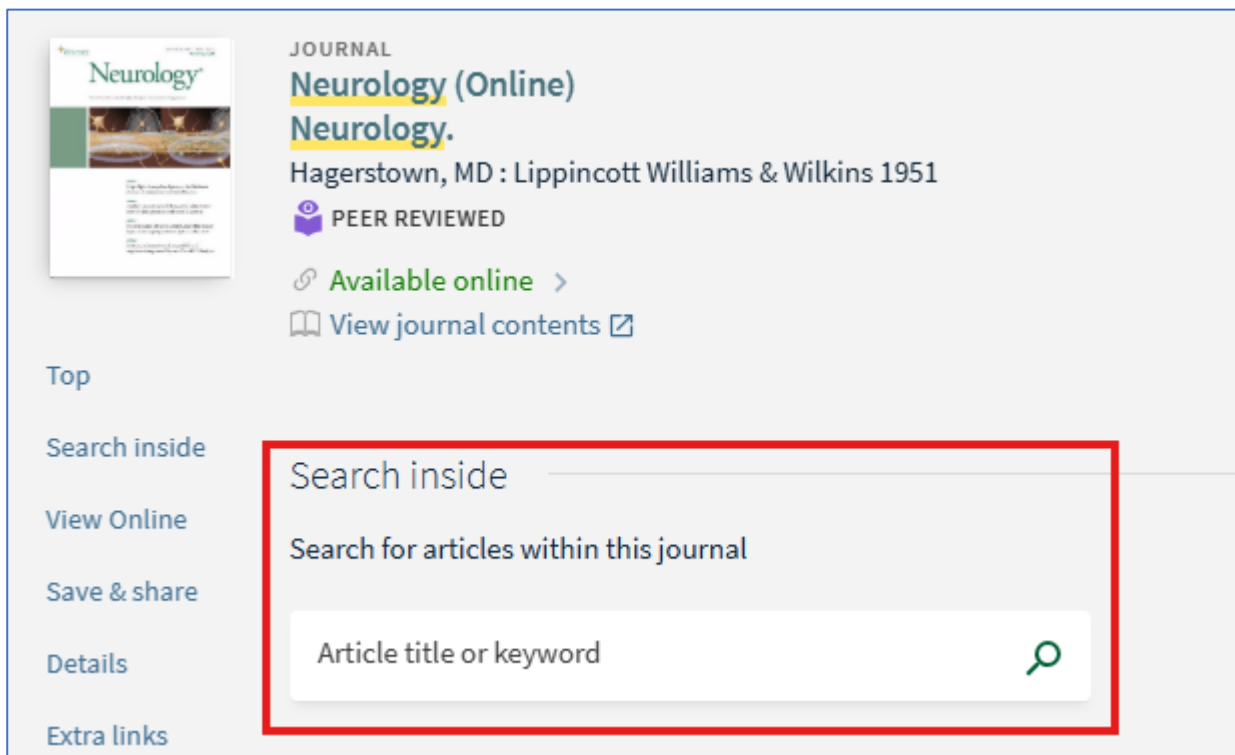 Neurology
JOURNAL
Neurology (Online)
Neurology.
Hagerstown, MD : Lippincott Williams & Wilkins 1951
PEER REVIEWED
Available online
View journal contents
Top
Search inside
View Online
Save & share
Details
Extra links
Search inside
Search for articles within this journal
Article title or keyword